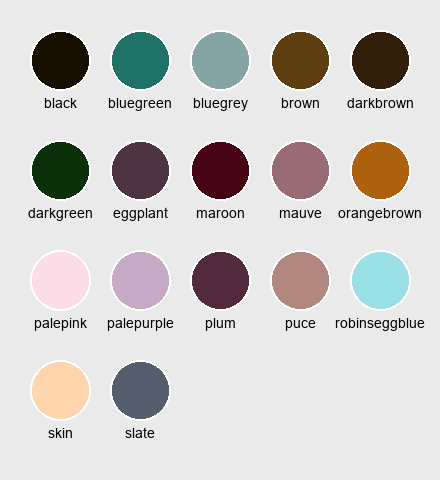 black bluegreen bluegrey brown darkbrown
darkgreen eggplant maroon mauve orangebrown
palepink palepurple plum puce robinseggblue
skin slate